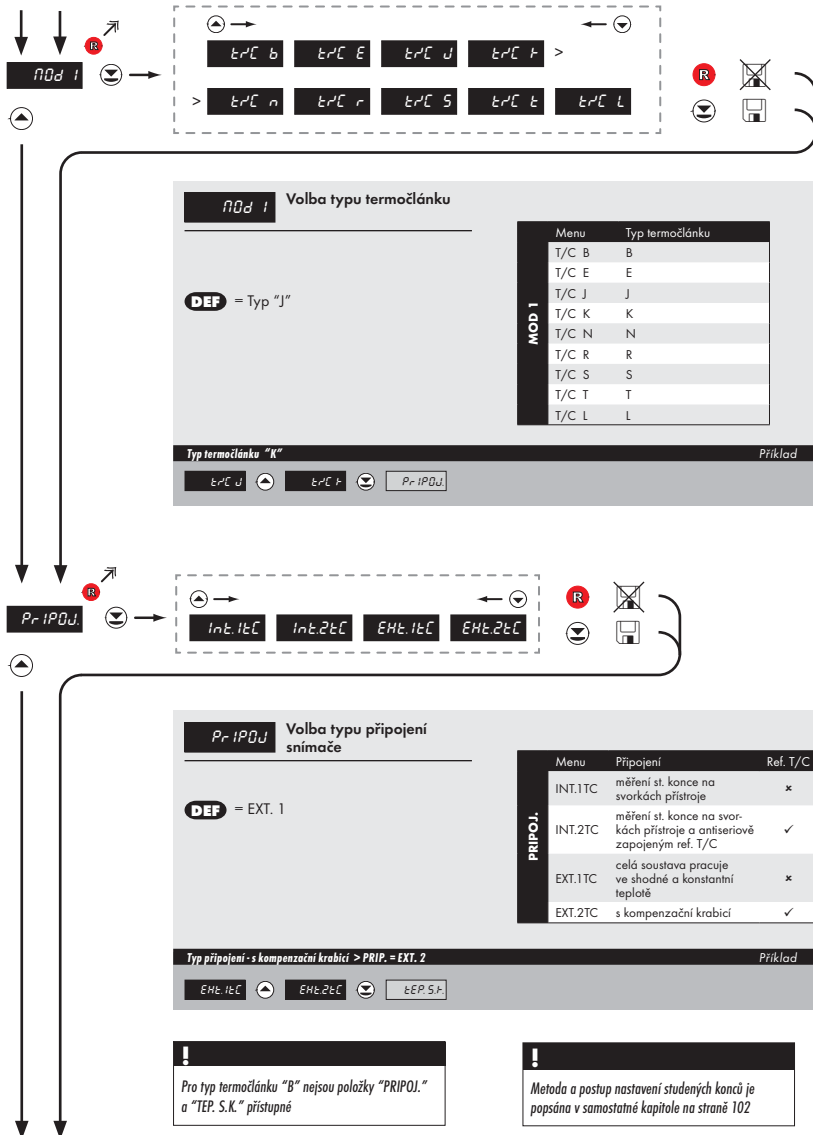 R
MOd 1
t/C b t/C E t/C J t/C k >
> t/C n t/C r t/C S t/C t t/C L
R
MOd 1 Volba typu termočlánku
DEF = Typ “J”
MOD 1
Menu Typ termočlánku
T/C B B
T/C E E
T/C J J
T/C K K
T/C N N
T/C R R
T/C S S
T/C T T
T/C L L
Typ termočlánku “K” Příklad
t/C J t/C k PrIPOJ.
R
PrIPOJ.
Int.1tC Int.2tC EHt.1tC EHt.2tC
R
PrIPOJ Volba typu připojení
snímače
DEF = EXT. 1
PRIPOJ.
Menu Připojení Ref. T/C
INT.1TC měření st. konce na
svorkách přístroje ×
INT.2TC měření st. konce na svor-
kách přístroje a antiseriově
zapojeným ref. T/C ✓
EXT.1TC celá soustava pracuje
ve shodné a konstantní
teplotě ×
EXT.2TC s kompenzační krabicí ✓
Typ připojení - s kompenzační krabicí > PRIP. = EXT. 2 Příklad
EHt.1tC EHt.2tC tEP. S.k.
!
Pro typ termočlánku “B” nejsou položky “PRIPOJ.”
a “TEP. S.K.” přístupné
!
Metoda a postup nastavení studených konců je
popsána v samostatné kapitole na straně 102